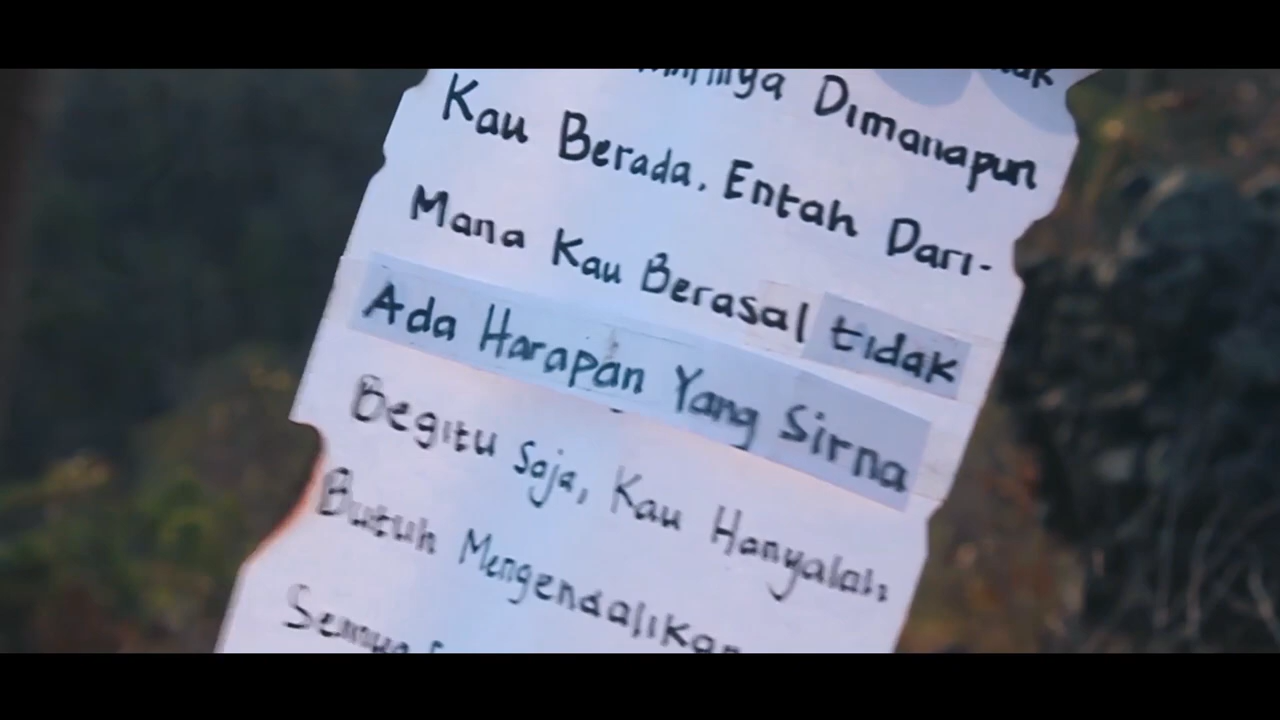 Dimanapun
Kau Berada. Entah Dari-
Mana Kau Berasal tidak
Ada Harapan Yang Sirna
Begitu Saja, Kau Hanyalah
Butuh Mengendalikan
Semua